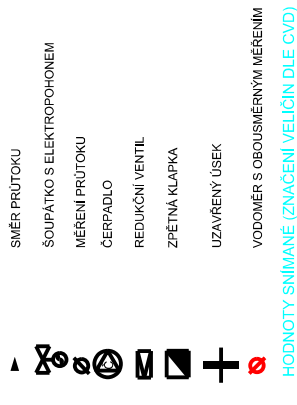 SMĚR PRŮTOKU
ŠOUPÁTKO S ELEKTROPOHONEM
MĚŘENÍ PRŮTOKU
ČERPADLO
REDUKČNÍ VENTIL
ZPĚTNÁ KLAPKA
UZAVŘENÝ ÚSEK
VODOMĚR S OBOUSMĚRNÝM MĚŘENÍM
HODNOTY SNÍMANÉ (ZNAČENÍ VELIČIN DLE CVD)